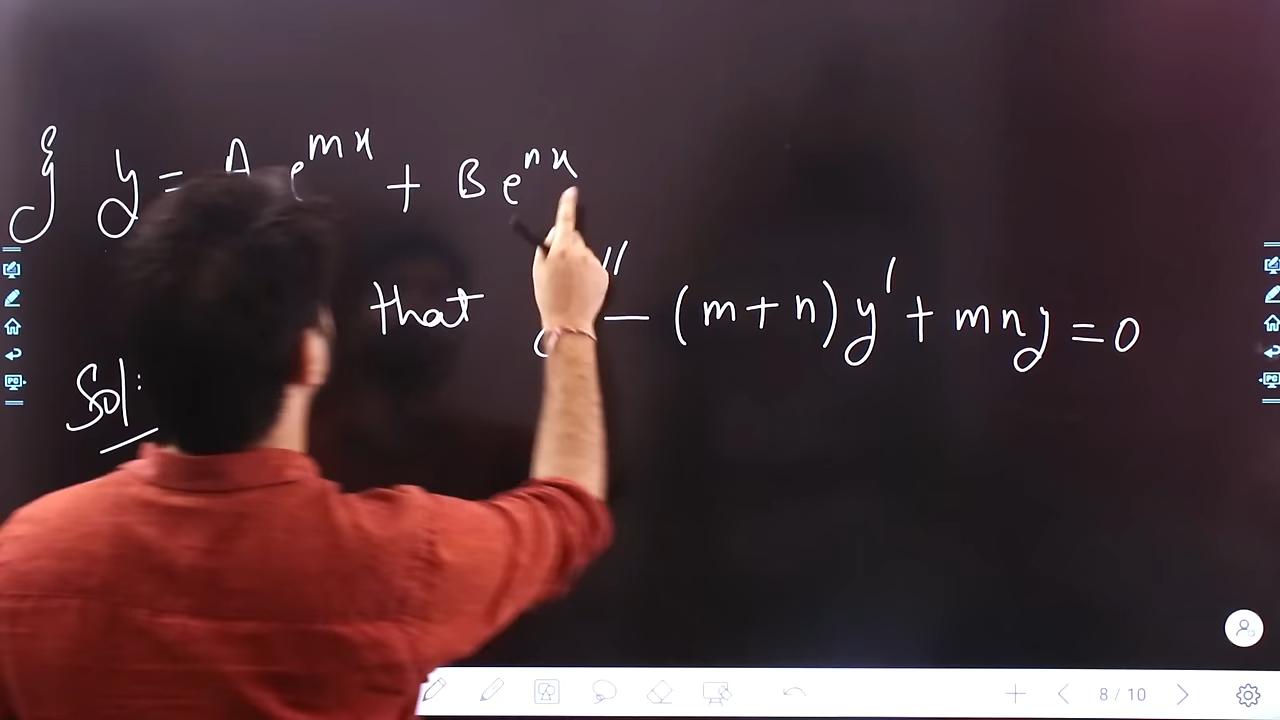 If y = A e^{mx} + B e^{nx}
that y'' - (m+n)y' + mny = 0
Sol:
8 / 10